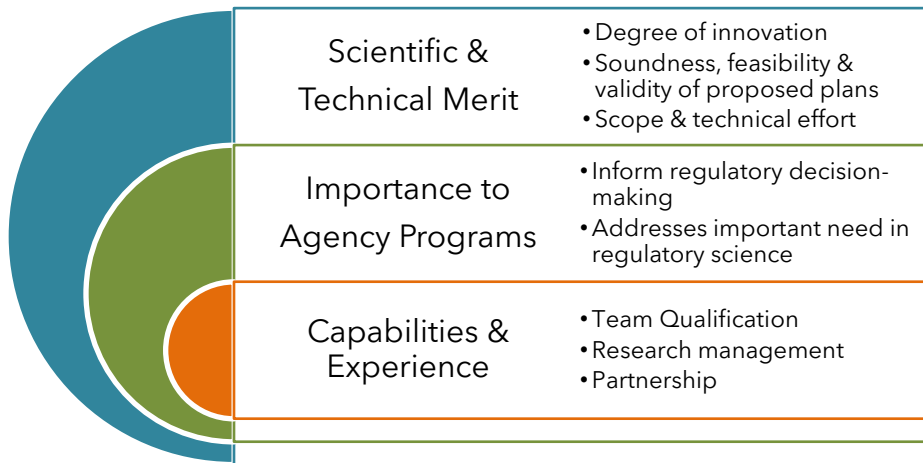 Scientific &
Technical Merit
• Degree of innovation
• Soundness, feasibility &
validity of proposed plans
• Scope & technical effort
Importance to
Agency Programs
• Inform regulatory decision-
making
• Addresses important need in
regulatory science
Capabilities &
Experience
• Team Qualification
• Research management
• Partnership